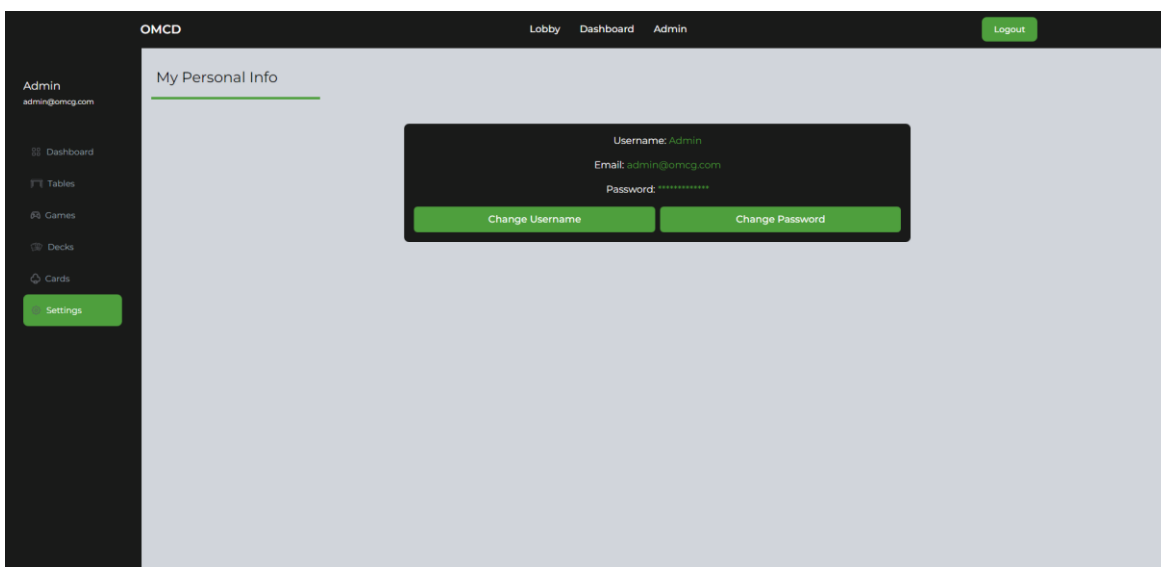 OMCD
Lobby Dashboard Admin
Logout
Admin
admin@omcg.com
Dashboard
Tables
Games
Decks
Cards
Settings
My Personal Info
Username: Admin
Email: admin@omcg.com
Password: *************
Change Username
Change Password